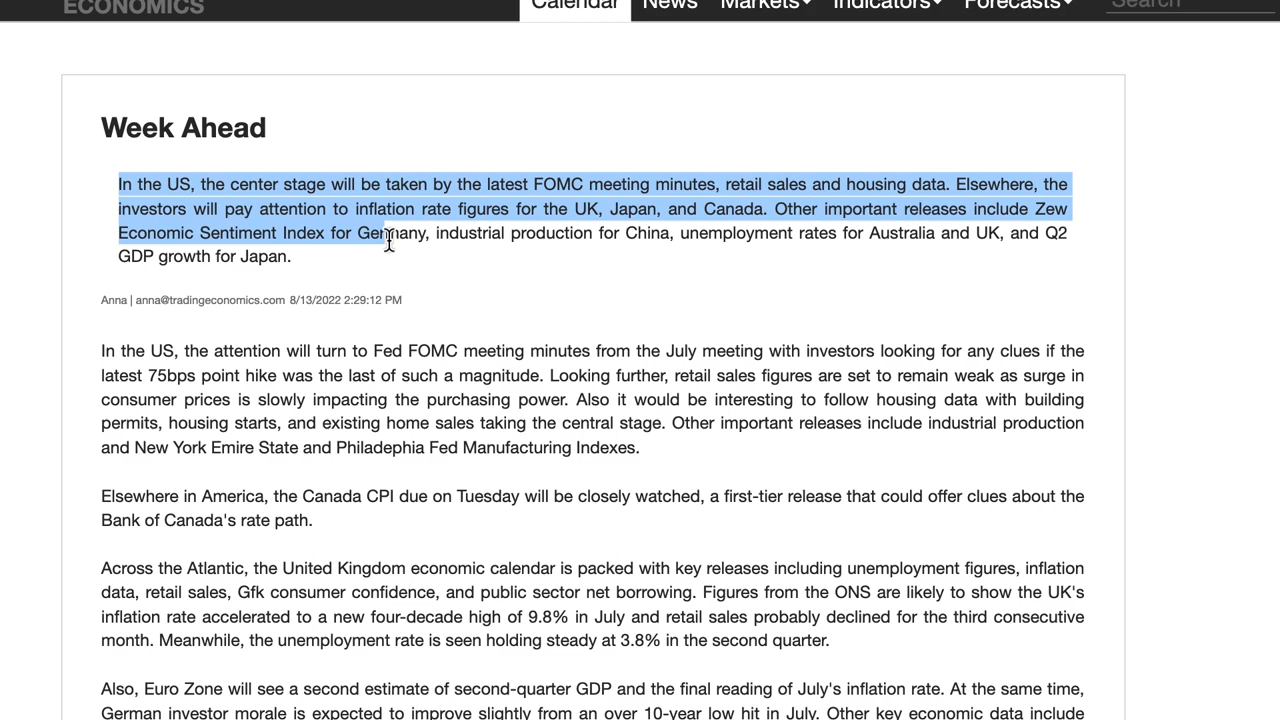 ECONOMICS
Calendar News Markets Indicators Forecasts Search
Week Ahead
In the US, the center stage will be taken by the latest FOMC meeting minutes, retail sales and housing data. Elsewhere, the
investors will pay attention to inflation rate figures for the UK, Japan, and Canada. Other important releases include Zew
Economic Sentiment Index for Germany, industrial production for China, unemployment rates for Australia and UK, and Q2
GDP growth for Japan.
Anna | anna@tradingeconomics.com 8/13/2022 2:29:12 PM
In the US, the attention will turn to Fed FOMC meeting minutes from the July meeting with investors looking for any clues if the
latest 75bps point hike was the last of such a magnitude. Looking further, retail sales figures are set to remain weak as surge in
consumer prices is slowly impacting the purchasing power. Also it would be interesting to follow housing data with building
permits, housing starts, and existing home sales taking the central stage. Other important releases include industrial production
and New York Emire State and Philadephia Fed Manufacturing Indexes.
Elsewhere in America, the Canada CPI due on Tuesday will be closely watched, a first-tier release that could offer clues about the
Bank of Canada's rate path.
Across the Atlantic, the United Kingdom economic calendar is packed with key releases including unemployment figures, inflation
data, retail sales, Gfk consumer confidence, and public sector net borrowing. Figures from the ONS are likely to show the UK's
inflation rate accelerated to a new four-decade high of 9.8% in July and retail sales probably declined for the third consecutive
month. Meanwhile, the unemployment rate is seen holding steady at 3.8% in the second quarter.
Also, Euro Zone will see a second estimate of second-quarter GDP and the final reading of July's inflation rate. At the same time,
German investor morale is expected to improve slightly from an over 10-year low hit in July. Other key economic data include